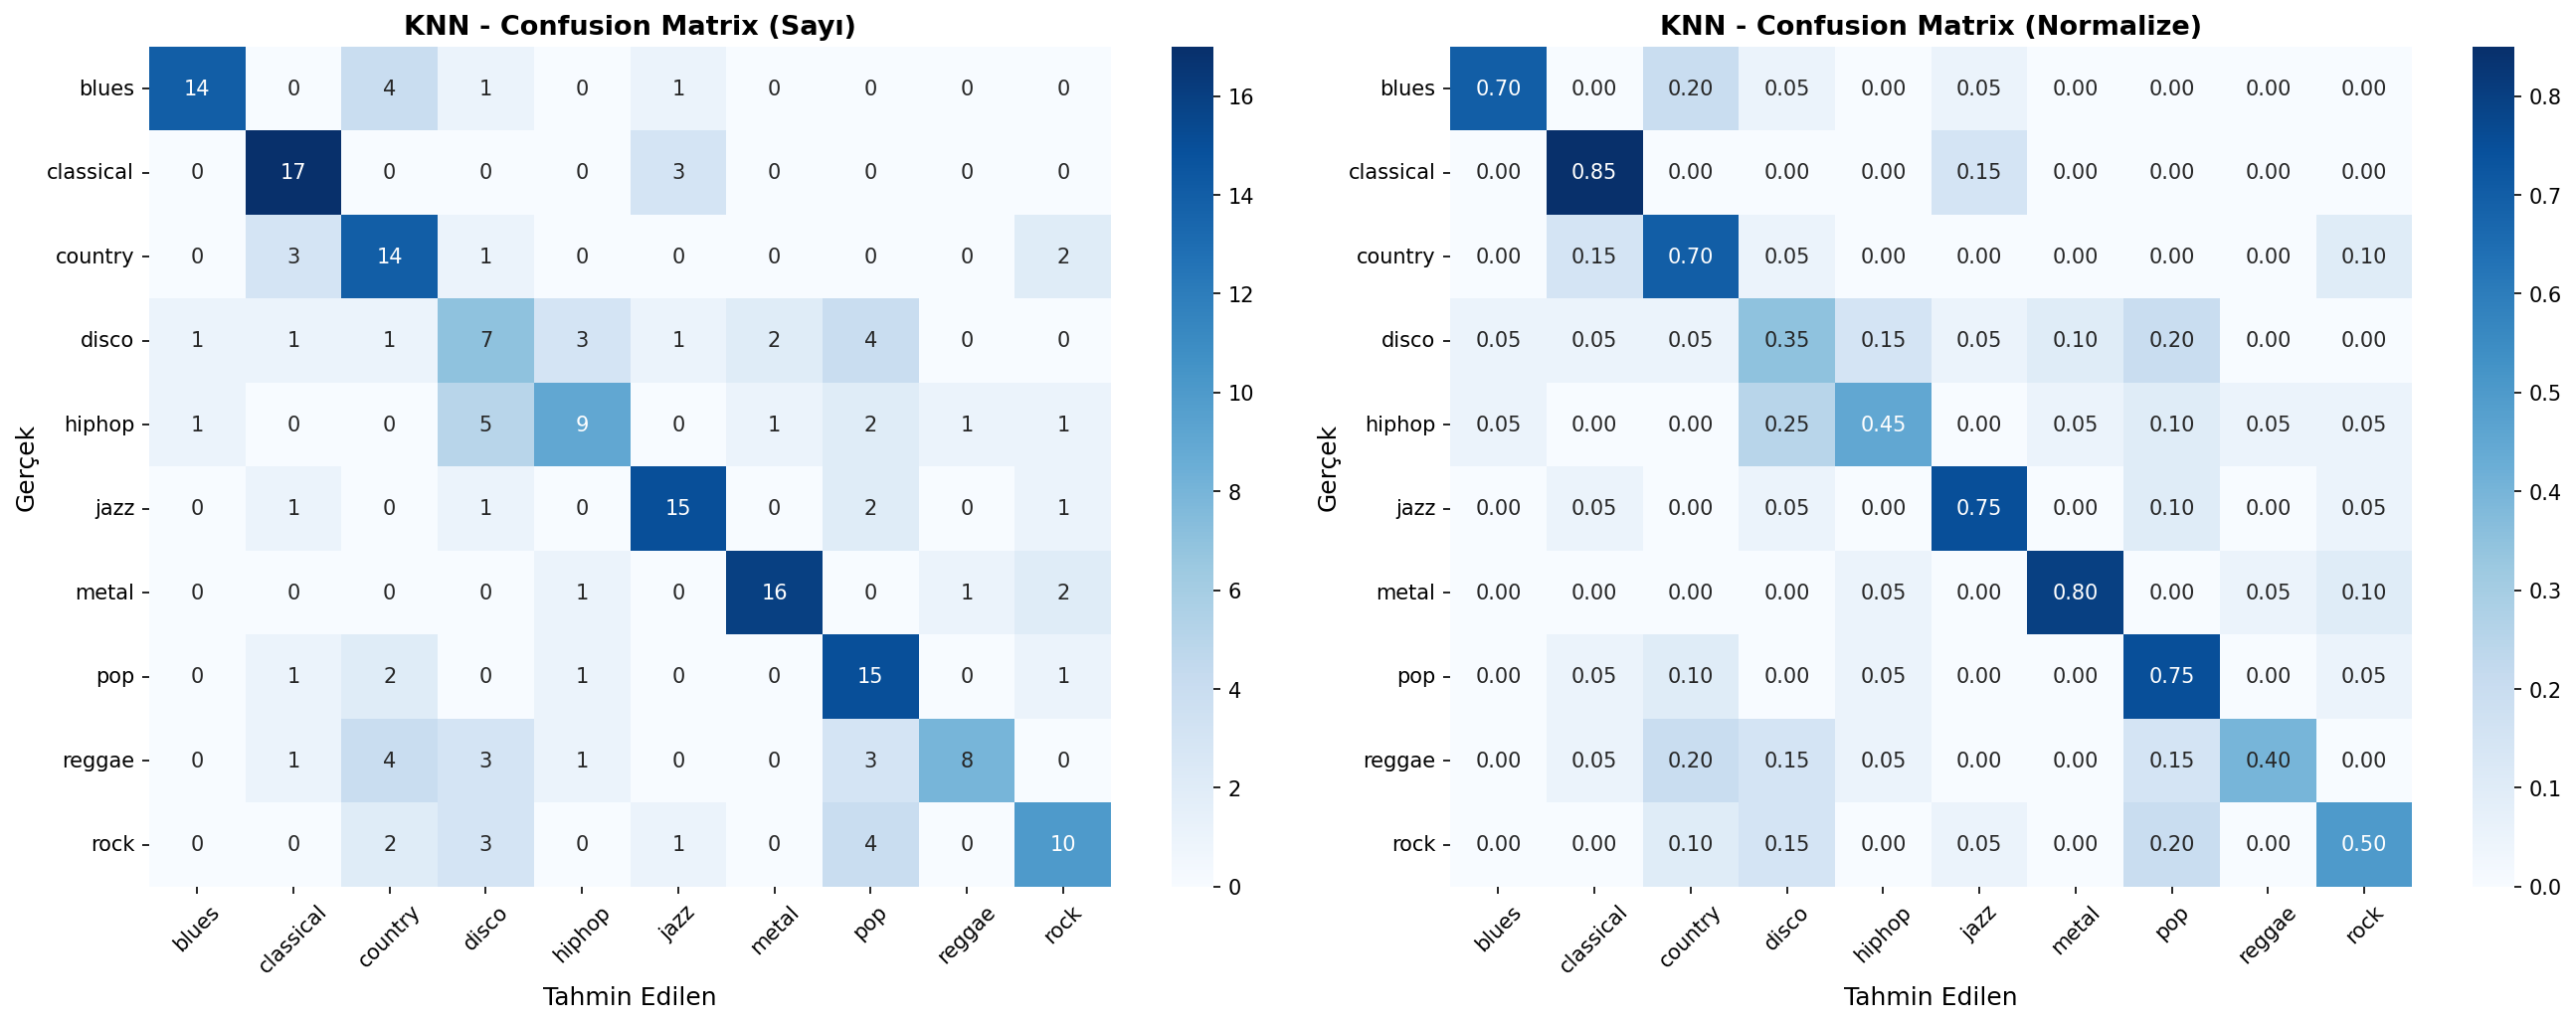 KNN - Confusion Matrix (Sayı)
Gerçek
blues 14 0 4 1 0 1 0 0 0 0
classical 0 17 0 0 0 3 0 0 0 0
country 0 3 14 1 0 0 0 0 0 2
disco 1 1 1 7 3 1 2 4 0 0
hiphop 1 0 0 5 9 0 1 2 1 1
jazz 0 1 0 1 0 15 0 2 0 1
metal 0 0 0 0 1 0 16 0 1 2
pop 0 1 2 0 1 0 0 15 0 1
reggae 0 1 4 3 1 0 0 3 8 0
rock 0 0 2 3 0 1 0 4 0 10
blues classical country disco hiphop jazz metal pop reggae rock
Tahmin Edilen
16
14
12
10
8
6
4
2
0
KNN - Confusion Matrix (Normalize)
Gerçek
blues 0.70 0.00 0.20 0.05 0.00 0.05 0.00 0.00 0.00 0.00
classical 0.00 0.85 0.00 0.00 0.00 0.15 0.00 0.00 0.00 0.00
country 0.00 0.15 0.70 0.05 0.00 0.00 0.00 0.00 0.00 0.10
disco 0.05 0.05 0.05 0.35 0.15 0.05 0.10 0.20 0.00 0.00
hiphop 0.05 0.00 0.00 0.25 0.45 0.00 0.05 0.10 0.05 0.05
jazz 0.00 0.05 0.00 0.05 0.00 0.75 0.00 0.10 0.00 0.05
metal 0.00 0.00 0.00 0.00 0.05 0.00 0.80 0.00 0.05 0.10
pop 0.00 0.05 0.10 0.00 0.05 0.00 0.00 0.75 0.00 0.05
reggae 0.00 0.05 0.20 0.15 0.05 0.00 0.00 0.15 0.40 0.00
rock 0.00 0.00 0.10 0.15 0.00 0.05 0.00 0.20 0.00 0.50
blues classical country disco hiphop jazz metal pop reggae rock
Tahmin Edilen
0.8
0.7
0.6
0.5
0.4
0.3
0.2
0.1
0.0